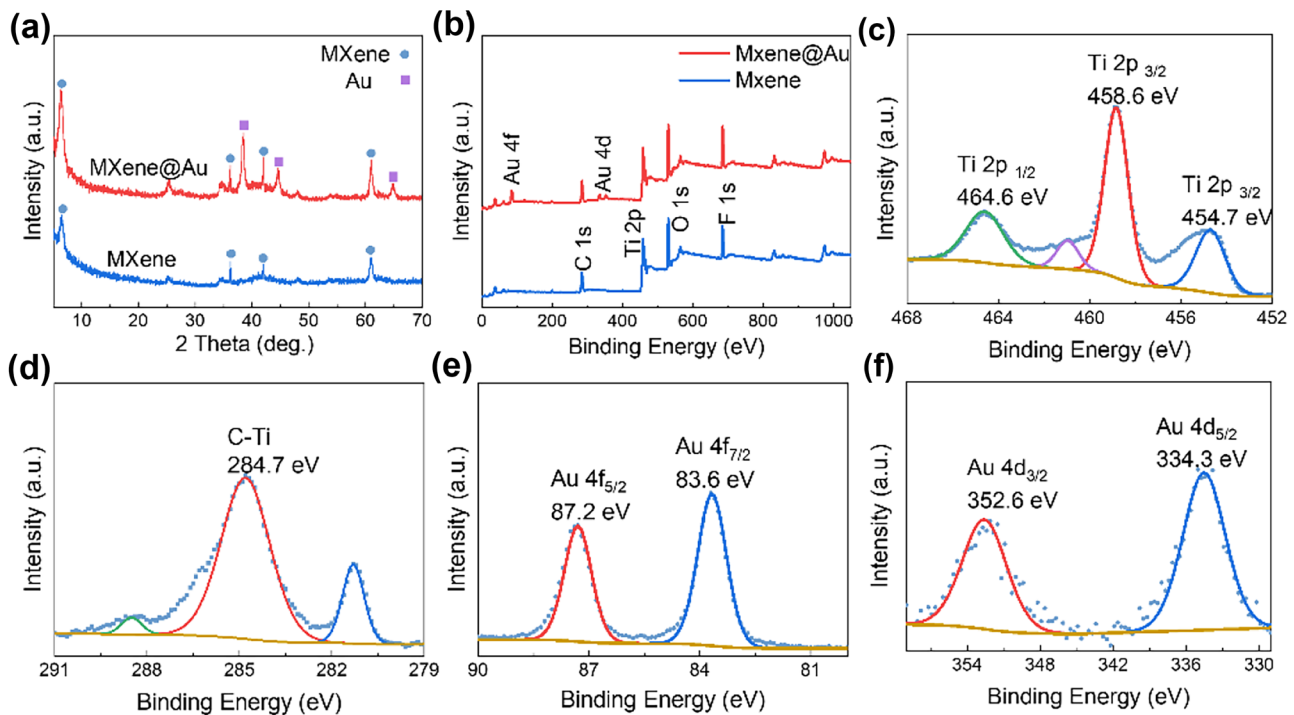 (a)
MXene
Au
MXene@Au
MXene
Intensity (a.u.)
10 20 30 40 50 60 70
2 Theta (deg.)
(b)
Mxene@Au
Mxene
Au 4f
Au 4d
C 1s
Ti 2p
O 1s
F 1s
Intensity (a.u.)
0 200 400 600 800 1000
Binding Energy (eV)
(c)
Ti 2p 3/2
458.6 eV
Ti 2p 1/2
464.6 eV
Ti 2p 3/2
454.7 eV
Intensity (a.u.)
468 464 460 456 452
Binding Energy (eV)
(d)
C-Ti
284.7 eV
Intensity (a.u.)
291 288 285 282 279
Binding Energy (eV)
(e)
Au 4f7/2
83.6 eV
Au 4f5/2
87.2 eV
Intensity (a.u.)
90 87 84 81
Binding Energy (eV)
(f)
Au 4d5/2
334.3 eV
Au 4d3/2
352.6 eV
Intensity (a.u.)
354 348 342 336 330
Binding Energy (eV)